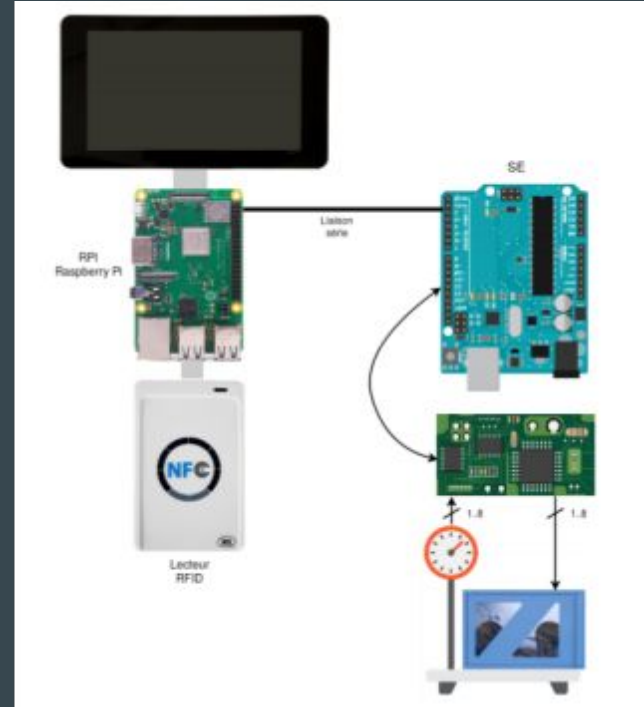 SE
Liaison
série
RPI
Raspberry Pi
1..8
1..8
NFC
Lecteur
RFID